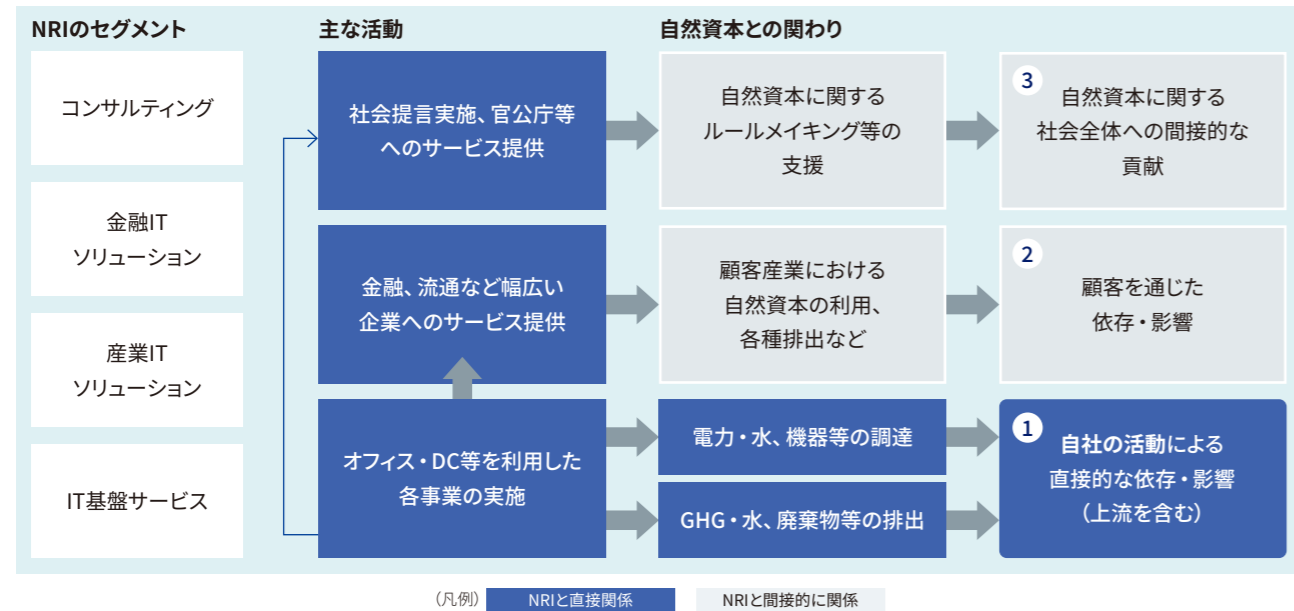 NRIのセグメント
主な活動
自然資本との関わり
コンサルティング
金融IT
ソリューション
産業IT
ソリューション
IT基盤サービス
社会提言実施、官公庁等
へのサービス提供
自然資本に関する
ルールメイキング等の
支援
3
自然資本に関する
社会全体への間接的な
貢献
金融、流通など幅広い
企業へのサービス提供
顧客産業における
自然資本の利用、
各種排出など
2
顧客を通じた
依存・影響
オフィス・DC等を利用した
各事業の実施
電力・水、機器等の調達
GHG・水、廃棄物等の排出
1
自社の活動による
直接的な依存・影響
（上流を含む）
（凡例）
NRIと直接関係
NRIと間接的に関係